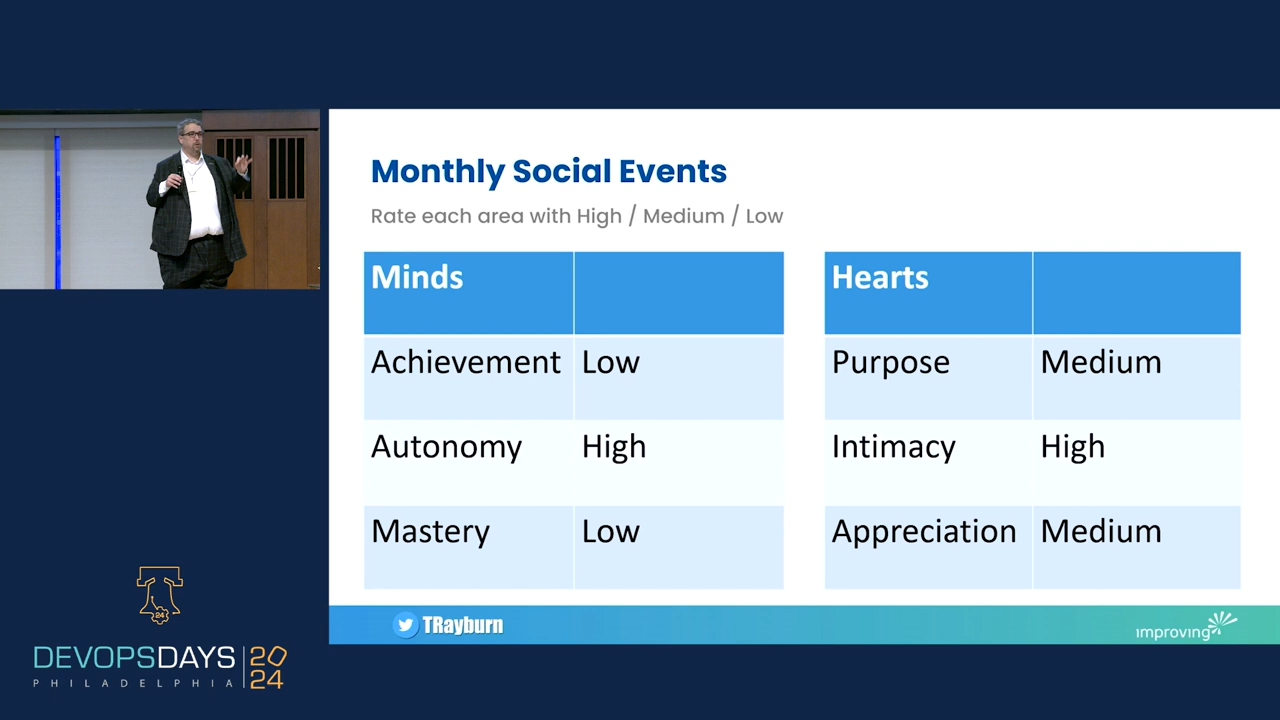 Monthly Social Events
Rate each area with High / Medium / Low
Minds
Achievement Low
Autonomy High
Mastery Low
Hearts
Purpose Medium
Intimacy High
Appreciation Medium
TRayburn
improving
24
DEVOPSDAYS 2024
PHILADELPHIA